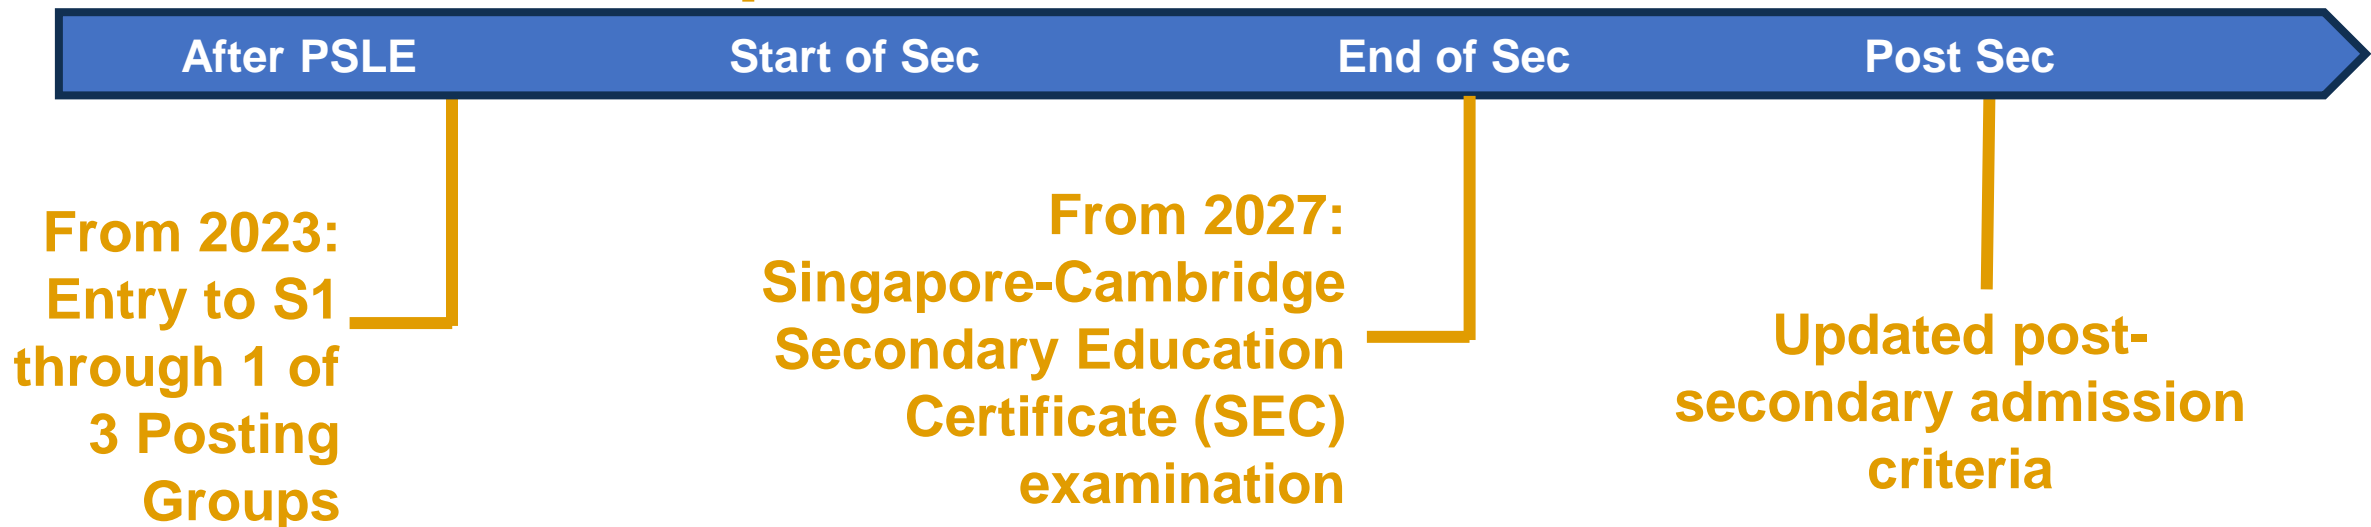 After PSLE
Start of Sec
End of Sec
Post Sec
From 2023:
Entry to S1
through 1 of
3 Posting
Groups
From 2027:
Singapore-Cambridge
Secondary Education
Certificate (SEC)
examination
Updated post-
secondary admission
criteria